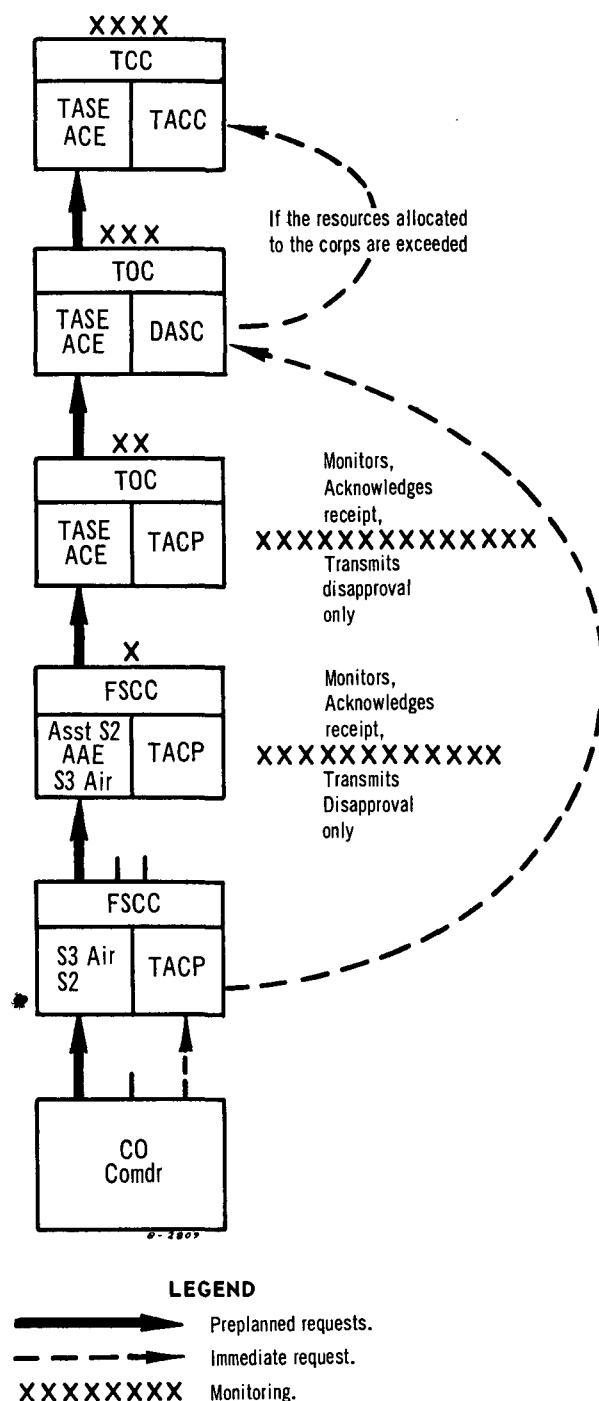 XXXX
TCC
TASE
ACE
TACC
If the resources allocated
to the corps are exceeded
XXX
TOC
TASE
ACE
DASC
XX
TOC
TASE
ACE
TACP
Monitors,
Acknowledges
receipt,
XXXXXXXXXXXXXX
Transmits
disapproval
only
X
FSCC
Asst S2
AAE
S3 Air
TACP
Monitors,
Acknowledges
receipt,
XXXXXXXXXXXX
Transmits
Disapproval
only
FSCC
S3 Air
S2
TACP
CO
Comdr
0-2807
LEGEND
Preplanned requests.
Immediate request.
XXXXXXXX Monitoring.